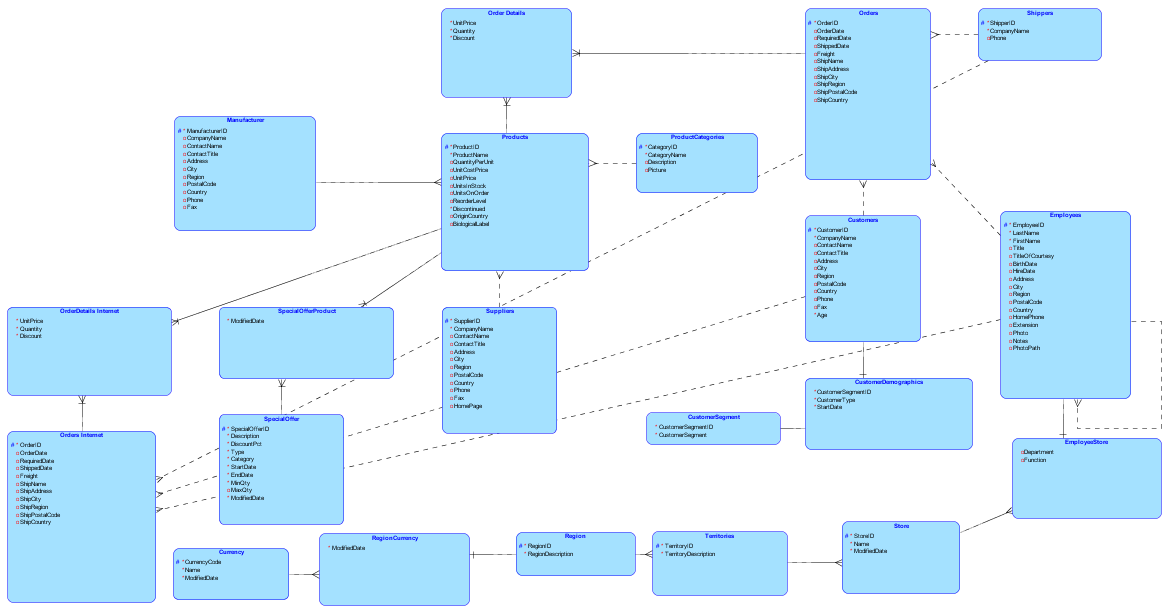 Order Details
* UnitPrice
* Quantity
* Discount
Orders
# * OrderID
o OrderDate
o RequiredDate
o ShippedDate
o Freight
o ShipName
o ShipAddress
o ShipCity
o ShipRegion
o ShipPostalCode
o ShipCountry
Shippers
# * ShipperID
* CompanyName
o Phone
Manufacturer
# * ManufacturerID
o CompanyName
o ContactName
o ContactTitle
o Address
o City
o Region
o PostalCode
o Country
o Phone
o Fax
Products
# * ProductID
* ProductName
o QuantityPerUnit
o UnitCostPrice
o UnitPrice
o UnitsInStock
o UnitsOnOrder
o ReorderLevel
* Discontinued
o OriginCountry
o BiologicalLabel
ProductCategories
# * CategoryID
* CategoryName
o Description
o Picture
Customers
# * CustomerID
* CompanyName
o ContactName
o ContactTitle
o Address
o City
o Region
o PostalCode
o Country
o Phone
o Fax
* Age
Employees
# * EmployeeID
* LastName
* FirstName
o Title
o TitleOfCourtesy
o BirthDate
o HireDate
o Address
o City
o Region
o PostalCode
o Country
o HomePhone
o Extension
o Photo
o Notes
o PhotoPath
OrderDetails Internet
* UnitPrice
* Quantity
* Discount
SpecialOfferProduct
* ModifiedDate
Suppliers
# * SupplierID
* CompanyName
o ContactName
o ContactTitle
o Address
o City
o Region
o PostalCode
o Country
o Phone
o Fax
o HomePage
CustomerDemographics
* CustomerSegmentID
* CustomerType
* StartDate
CustomerSegment
* CustomerSegmentID
* CustomerSegment
SpecialOffer
# * SpecialOfferID
* Description
* DiscountPct
* Type
* Category
* StartDate
* EndDate
* MinQty
o MaxQty
* ModifiedDate
Orders Internet
# * OrderID
o OrderDate
o RequiredDate
o ShippedDate
o Freight
o ShipName
o ShipAddress
o ShipCity
o ShipRegion
o ShipPostalCode
o ShipCountry
EmployeeStore
o Department
o Function
Store
# * StoreID
* Name
* ModifiedDate
Territories
# * TerritoryID
* TerritoryDescription
Region
# * RegionID
* RegionDescription
RegionCurrency
* ModifiedDate
Currency
# * CurrencyCode
* Name
* ModifiedDate